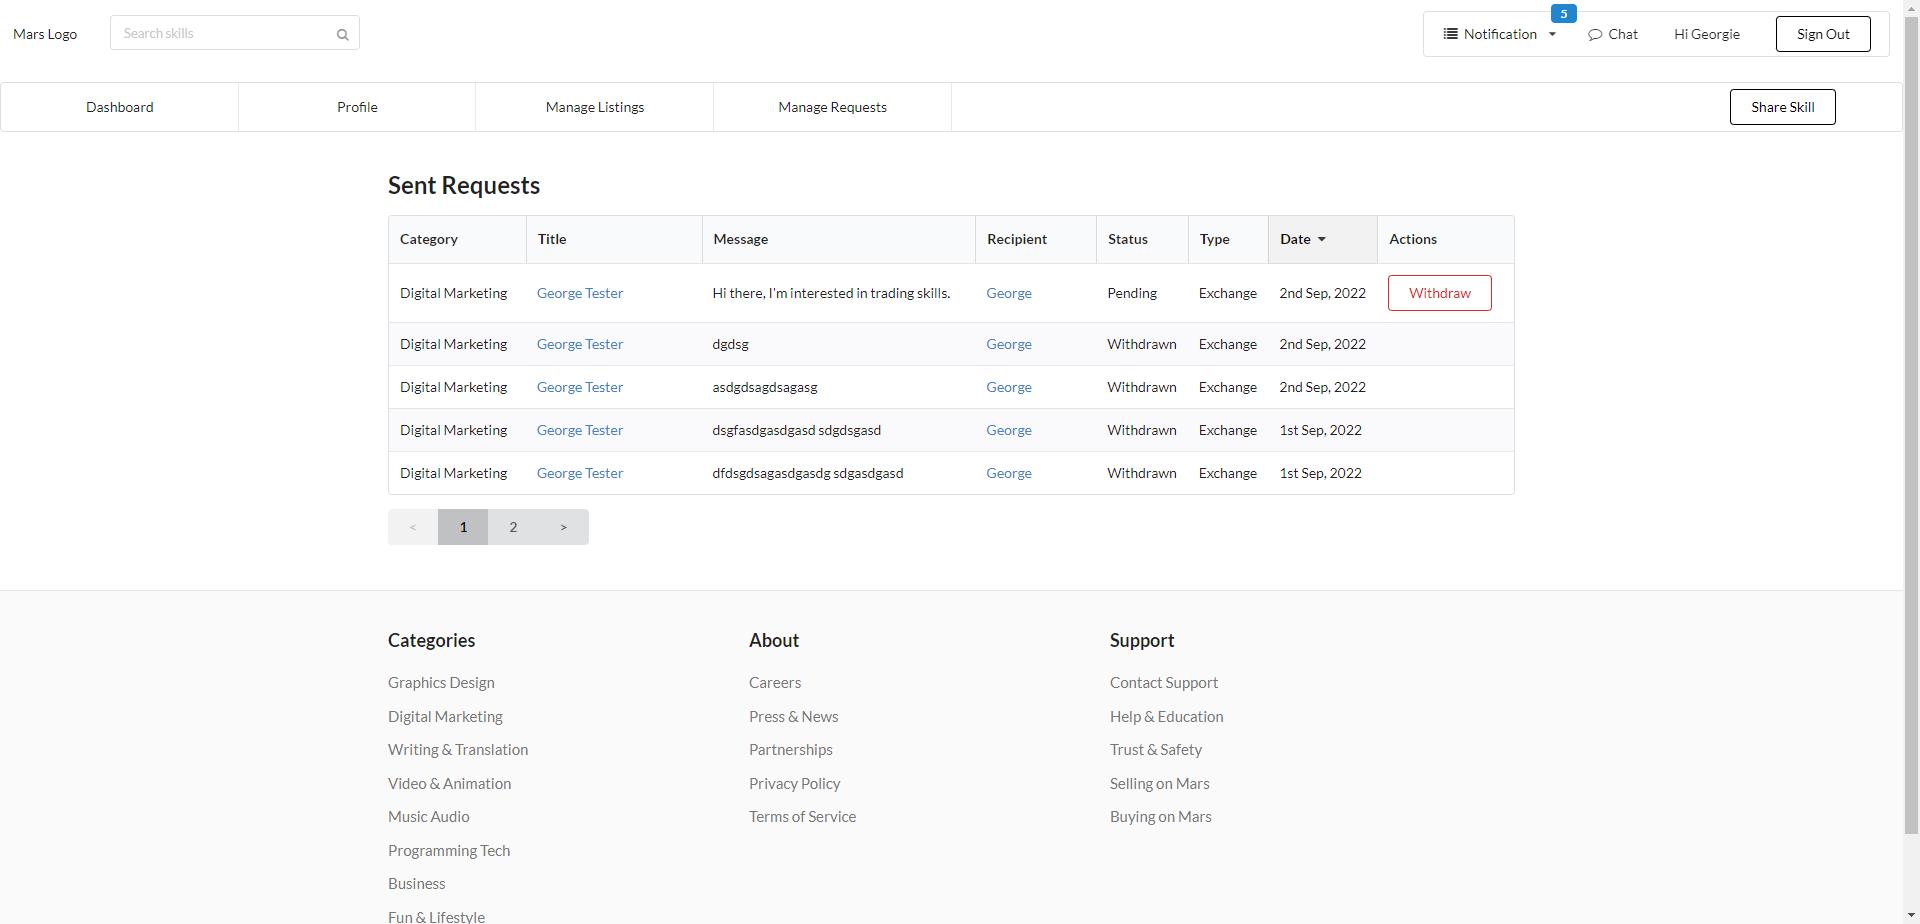 Mars Logo
Search skills
Notification
5
Chat
Hi Georgie
Sign Out
Dashboard
Profile
Manage Listings
Manage Requests
Share Skill
Sent Requests
Category Title Message Recipient Status Type Date Actions
Digital Marketing George Tester Hi there, I'm interested in trading skills. George Pending Exchange 2nd Sep, 2022 Withdraw
Digital Marketing George Tester dgdsg George Withdrawn Exchange 2nd Sep, 2022
Digital Marketing George Tester asdgdsagdsagasg George Withdrawn Exchange 2nd Sep, 2022
Digital Marketing George Tester dsgfasdgasdgasd sdgdsgasd George Withdrawn Exchange 1st Sep, 2022
Digital Marketing George Tester dfdsgdsagasdgasdg sdgasdgasd George Withdrawn Exchange 1st Sep, 2022
< 1 2 >
Categories
Graphics Design
Digital Marketing
Writing & Translation
Video & Animation
Music Audio
Programming Tech
Business
Fun & Lifestyle
About
Careers
Press & News
Partnerships
Privacy Policy
Terms of Service
Support
Contact Support
Help & Education
Trust & Safety
Selling on Mars
Buying on Mars